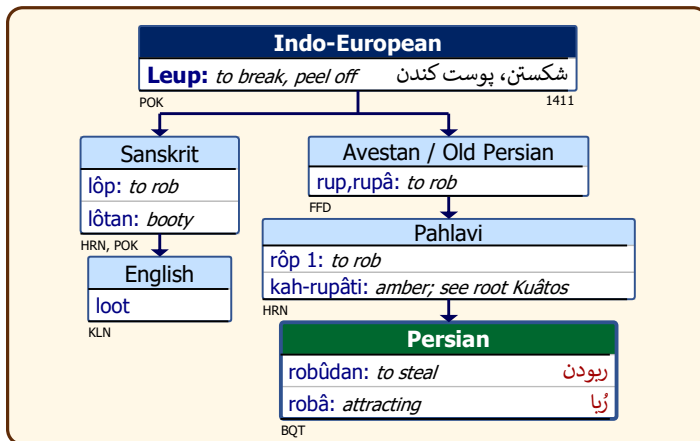 Indo-European
Leup: to break, peel off شکستن، پوست کندن
POK 1411
Sanskrit
lôp: to rob
lôtan: booty
HRN, POK
English
loot
KLN
Avestan / Old Persian
rup,rupâ: to rob
FFD
Pahlavi
rôp 1: to rob
kah-rupâti: amber; see root Kuâtos
HRN
Persian
robûdan: to steal ربودن
robâ: attracting رُبا
BQT